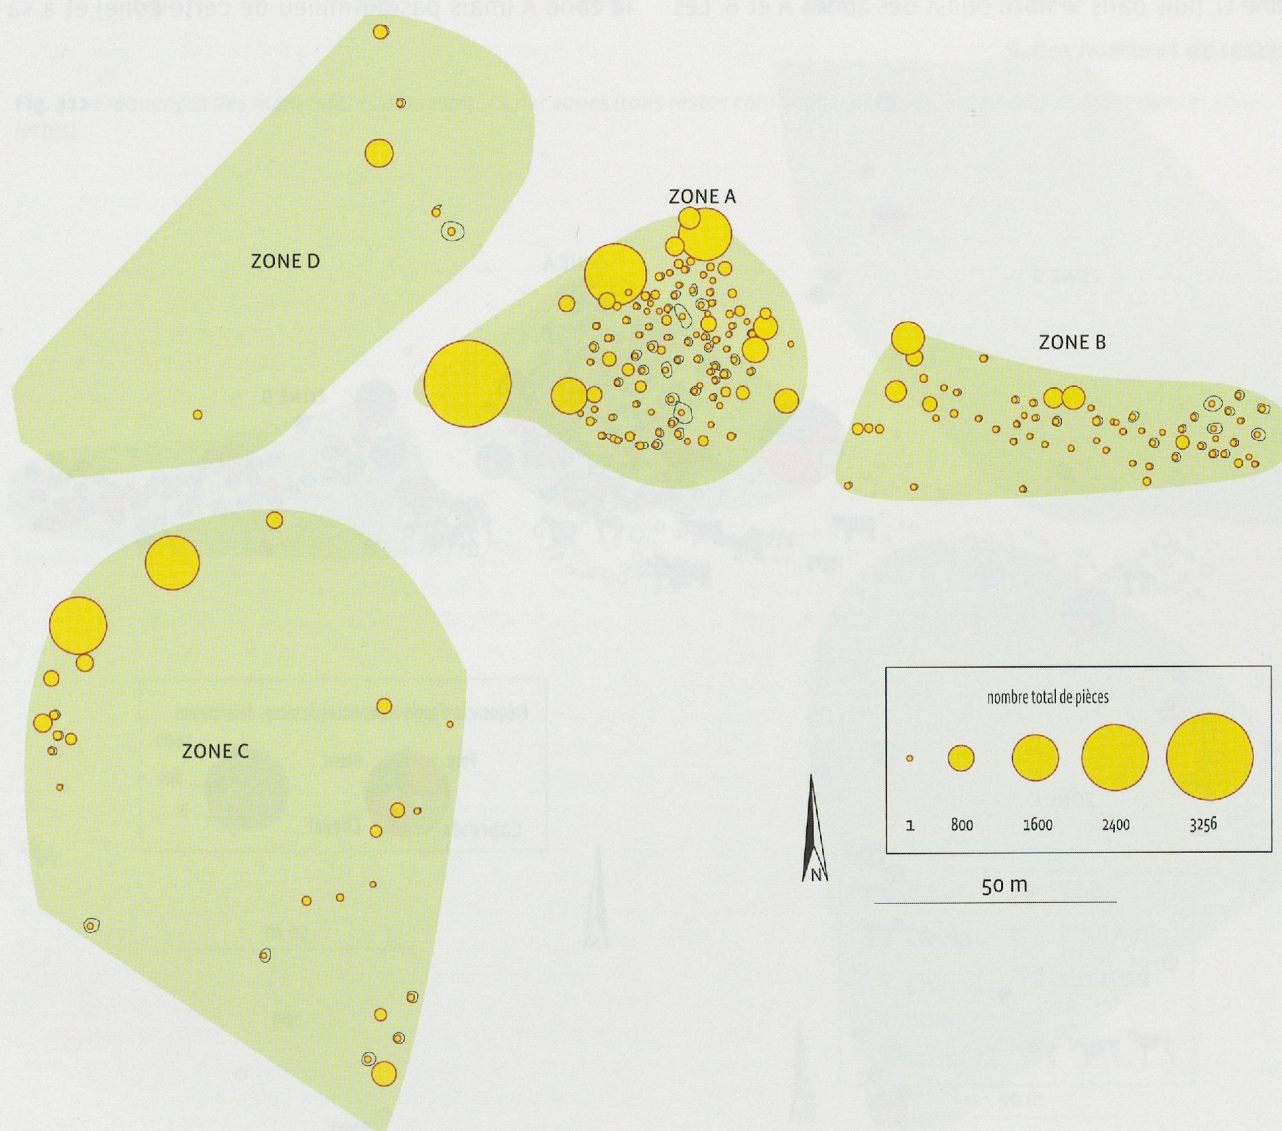 ZONE A
ZONE D
ZONE B
ZONE C
nombre total de pièces
1 800 1600 2400 3256
N
50 m